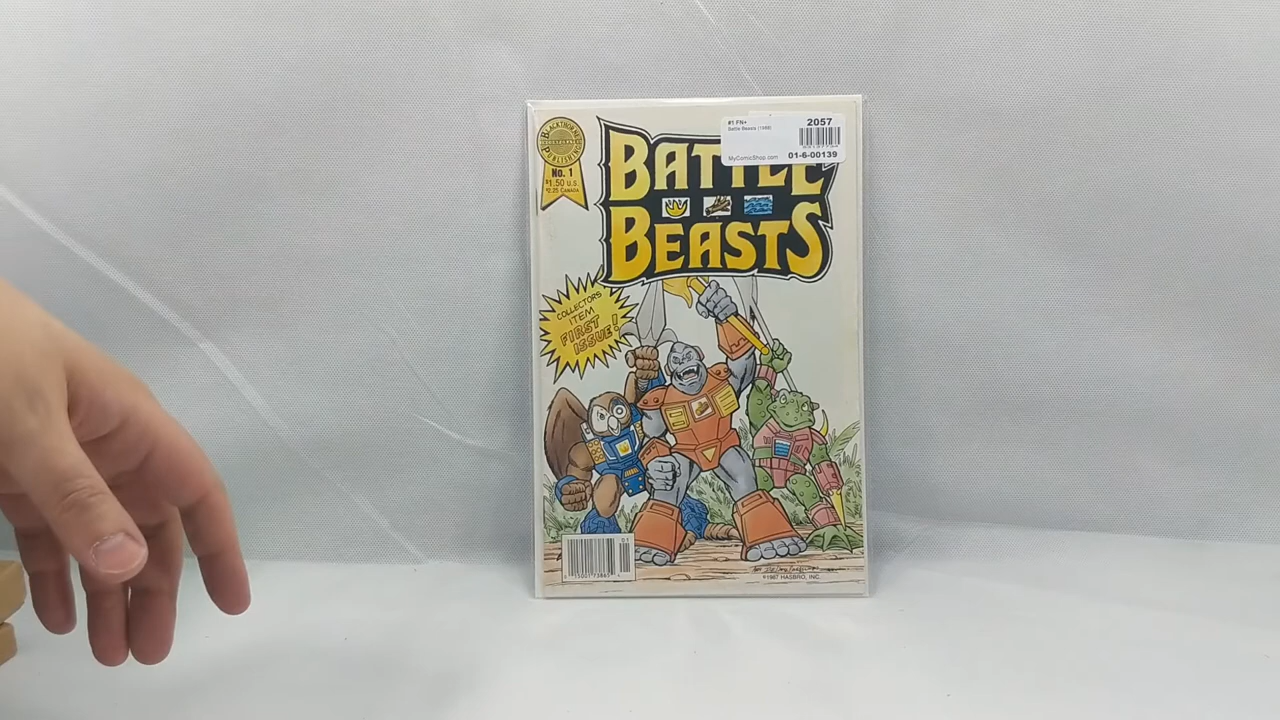 BLACKTHORNE
PUBLISHING
No. 1
$1.50 U.S.
$2.25 CANADA
BATTLE
BEASTS
#1 FN+
Battle Beasts (1988)
2057
MyComicShop.com
01-6-00139
COLLECTORS
ITEM
FIRST
ISSUE!
01
©1987 HASBRO, INC.